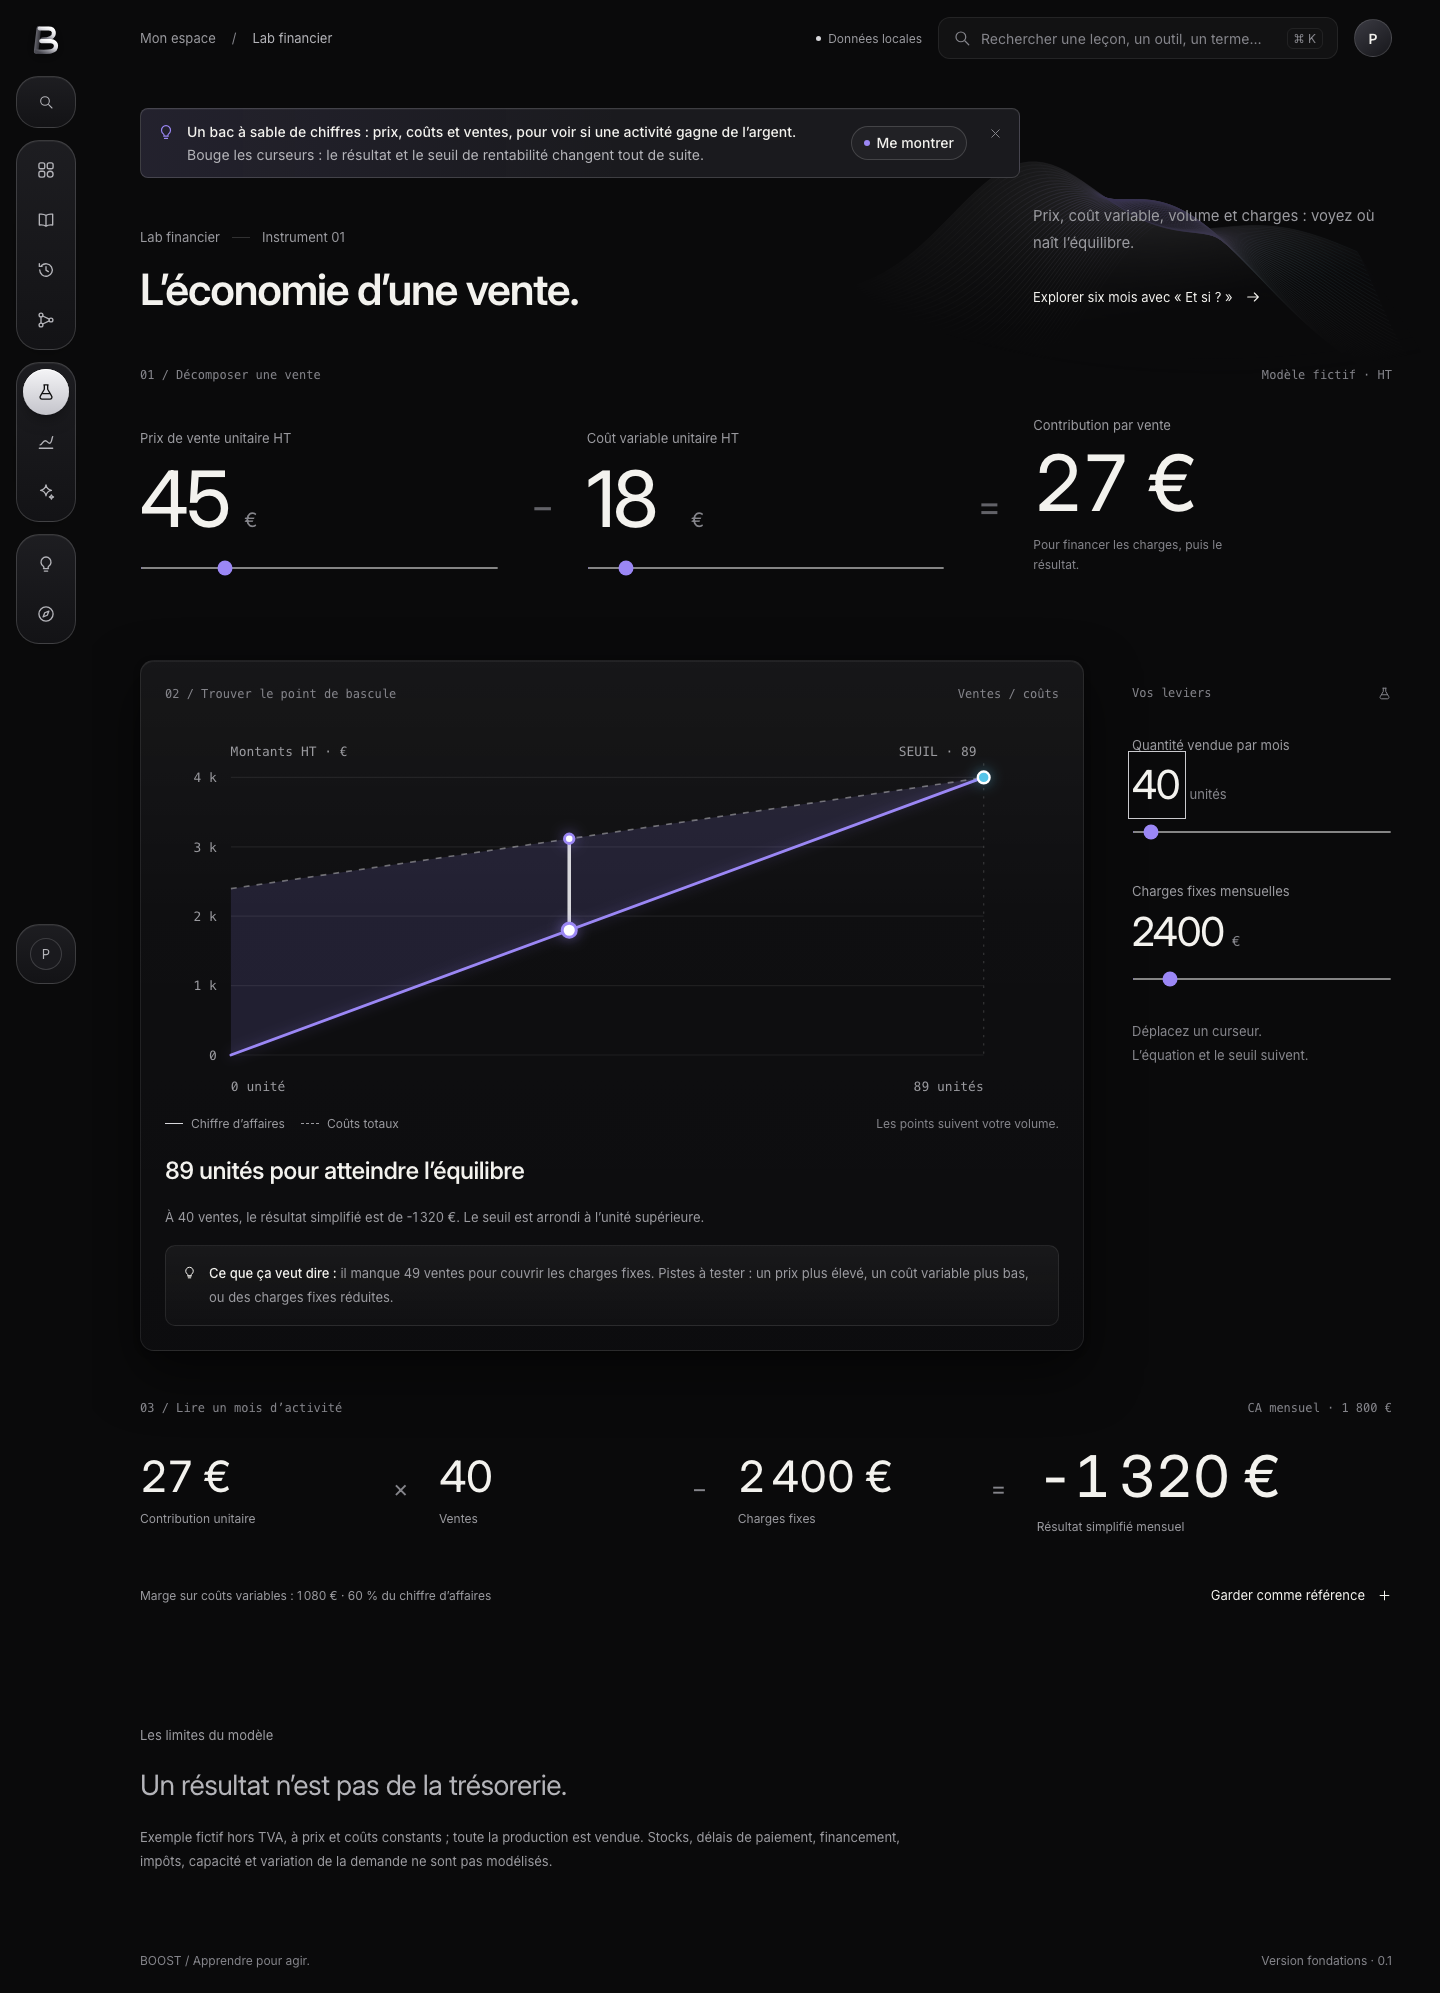 B
Mon espace / Lab financier
Données locales
Rechercher une leçon, un outil, un terme...
⌘ K
P
Un bac à sable de chiffres : prix, coûts et ventes, pour voir si une activité gagne de l’argent.
Bouge les curseurs : le résultat et le seuil de rentabilité changent tout de suite.
Me montrer
Lab financier — Instrument 01
L’économie d’une vente.
Prix, coût variable, volume et charges : voyez où
naît l’équilibre.
Explorer six mois avec « Et si ? » →
01 / Décomposer une vente
Modèle fictif · HT
Prix de vente unitaire HT
45 €
−
Coût variable unitaire HT
18 €
=
Contribution par vente
27 €
Pour financer les charges, puis le
résultat.
02 / Trouver le point de bascule
Ventes / coûts
Montants HT · €
SEUIL · 89
4 k
3 k
2 k
1 k
0
0 unité
89 unités
Chiffre d’affaires
Coûts totaux
Les points suivent votre volume.
89 unités pour atteindre l’équilibre
À 40 ventes, le résultat simplifié est de -1 320 €. Le seuil est arrondi à l’unité supérieure.
Ce que ça veut dire : il manque 49 ventes pour couvrir les charges fixes. Pistes à tester : un prix plus élevé, un coût variable plus bas,
ou des charges fixes réduites.
Vos leviers
Quantité vendue par mois
40 unités
Charges fixes mensuelles
2400 €
Déplacez un curseur.
L’équation et le seuil suivent.
P
03 / Lire un mois d’activité
CA mensuel · 1 800 €
27 €
Contribution unitaire
×
40
Ventes
−
2 400 €
Charges fixes
=
-1 320 €
Résultat simplifié mensuel
Marge sur coûts variables : 1 080 € · 60 % du chiffre d’affaires
Garder comme référence +
Les limites du modèle
Un résultat n’est pas de la trésorerie.
Exemple fictif hors TVA, à prix et coûts constants ; toute la production est vendue. Stocks, délais de paiement, financement,
impôts, capacité et variation de la demande ne sont pas modélisés.
BOOST / Apprendre pour agir.
Version fondations · 0.1